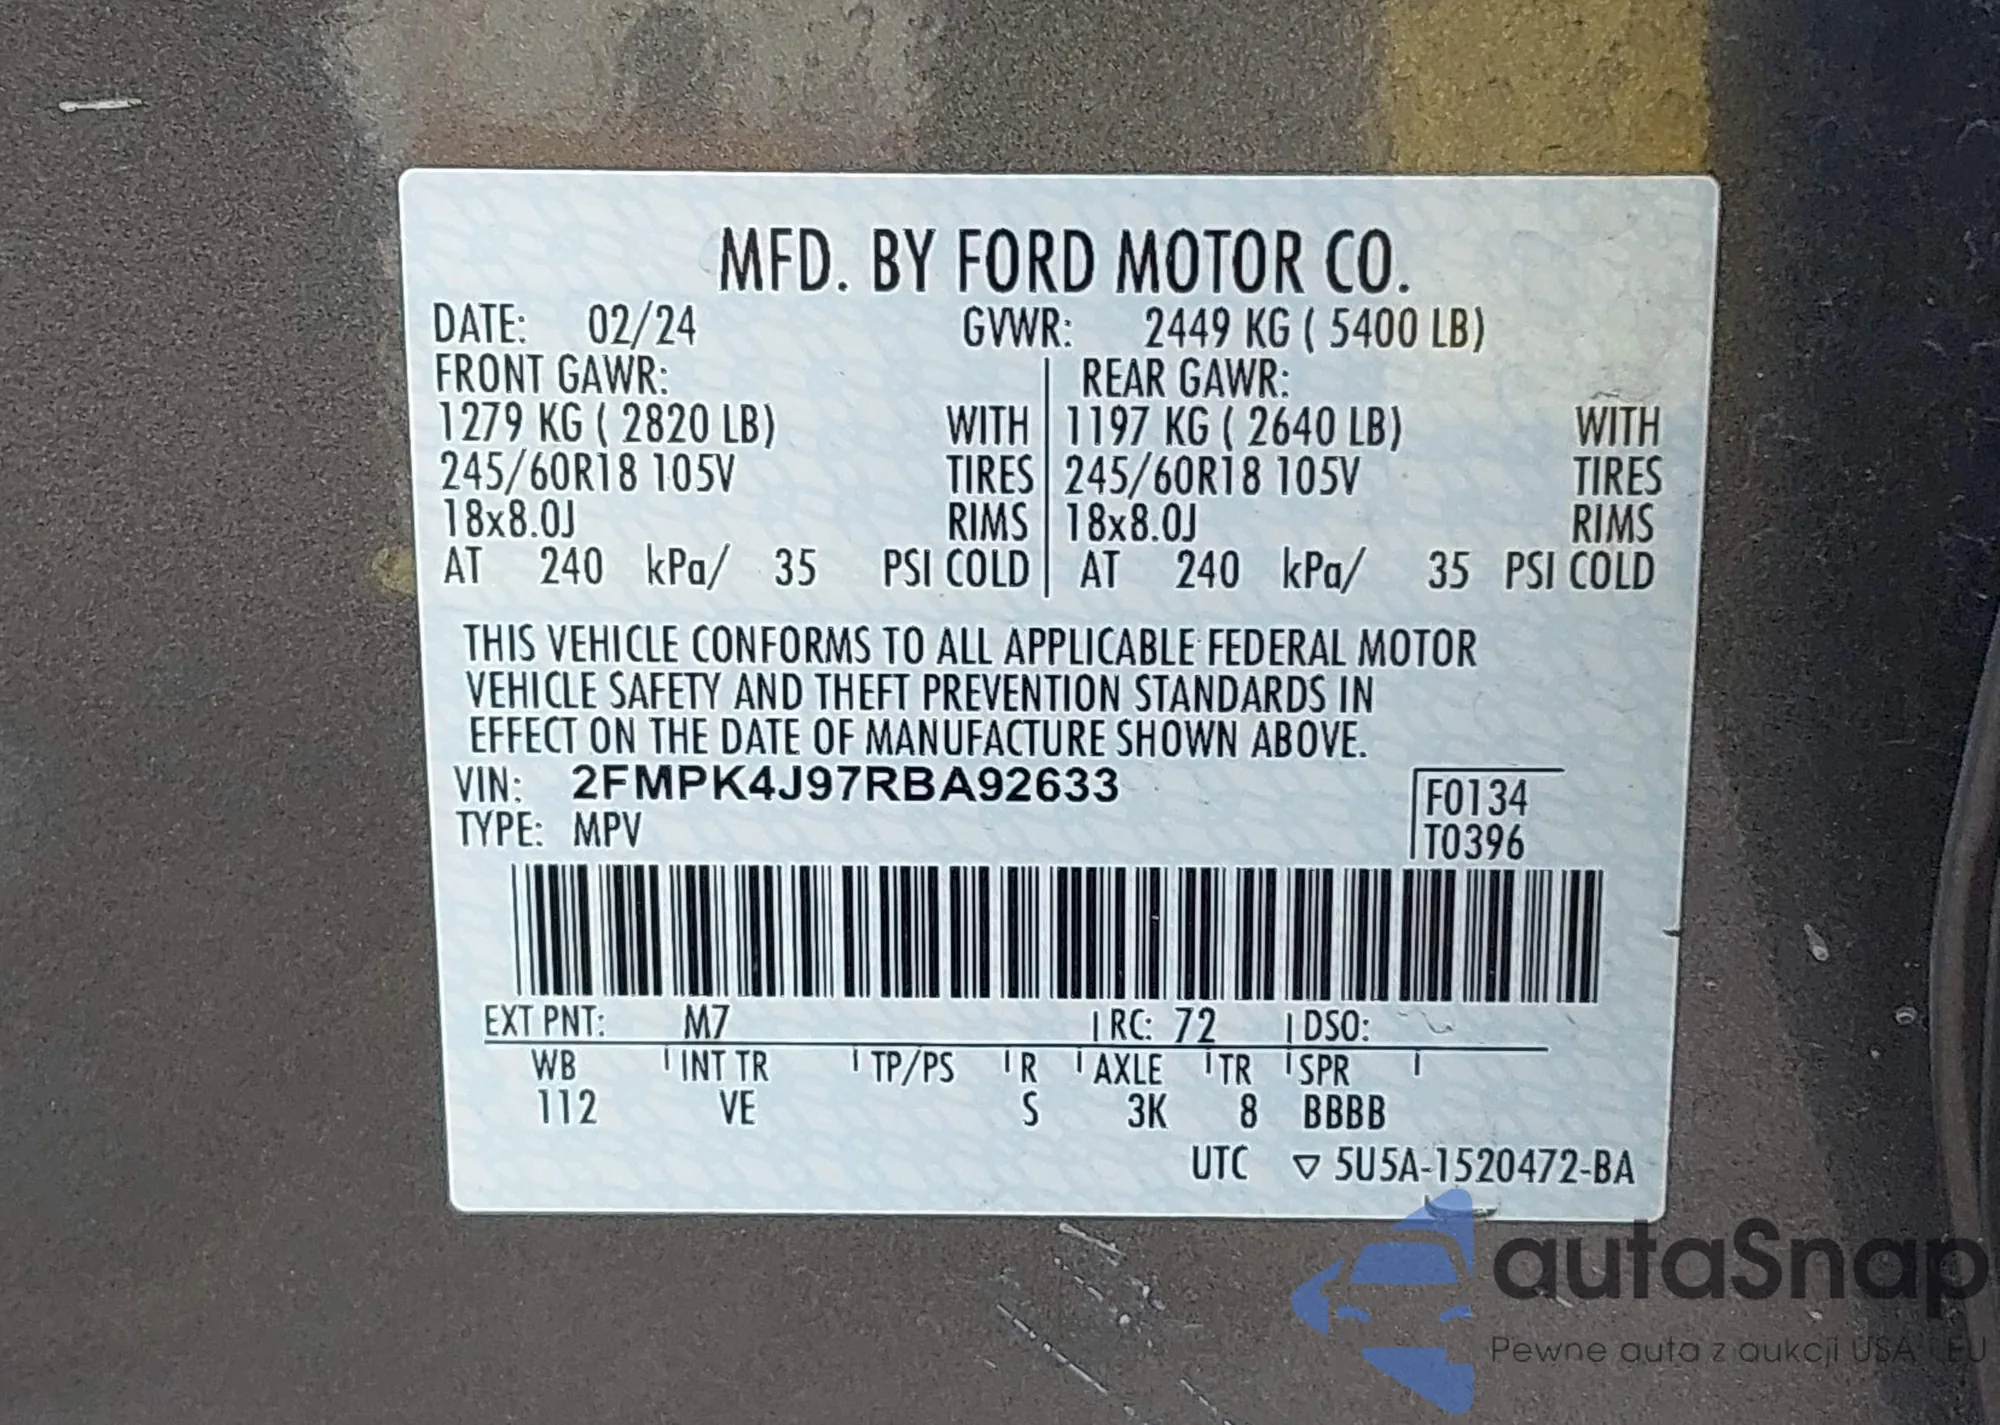 MFD. BY FORD MOTOR CO.
DATE: 02/24 GVWR: 2449 KG ( 5400 LB)
FRONT GAWR: REAR GAWR:
1279 KG ( 2820 LB) WITH 1197 KG ( 2640 LB) WITH
245/60R18 105V TIRES 245/60R18 105V TIRES
18x8.0J RIMS 18x8.0J RIMS
AT 240 kPa/ 35 PSI COLD AT 240 kPa/ 35 PSI COLD
THIS VEHICLE CONFORMS TO ALL APPLICABLE FEDERAL MOTOR
VEHICLE SAFETY AND THEFT PREVENTION STANDARDS IN
EFFECT ON THE DATE OF MANUFACTURE SHOWN ABOVE.
VIN: 2FMPK4J97RBA92633 F0134
TYPE: MPV T0396
EXT PNT: M7 RC: 72 DSO:
WB INT TR TP/PS R AXLE TR SPR
112 VE S 3K 8 BBBB
UTC ▽ 5U5A-1520472-BA
autaSnap
Pewne auta z aukcji USA i EU